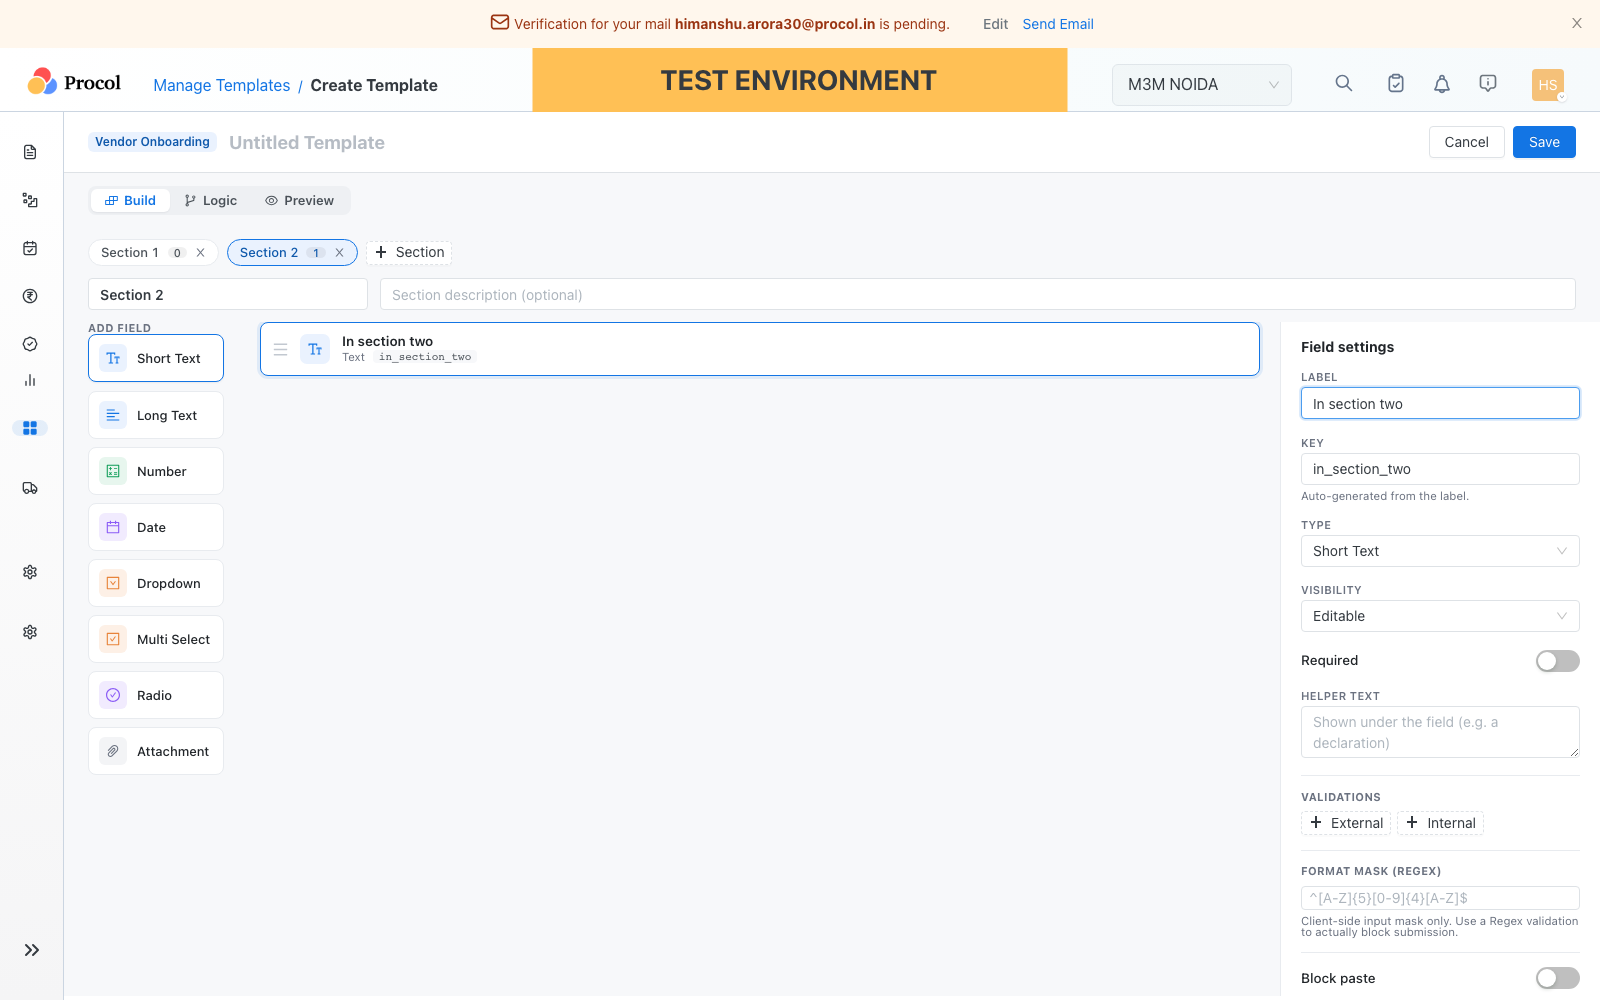 Verification for your mail himanshu.arora30@procol.in is pending. Edit Send Email
Procol
Manage Templates / Create Template
TEST ENVIRONMENT
M3M NOIDA
HS
Vendor Onboarding
Untitled Template
Cancel
Save
Build
Logic
Preview
Section 1 0
Section 2 1
+ Section
Section 2
Section description (optional)
ADD FIELD
Short Text
Long Text
Number
Date
Dropdown
Multi Select
Radio
Attachment
In section two
Text in_section_two
Field settings
LABEL
In section two
KEY
in_section_two
Auto-generated from the label.
TYPE
Short Text
VISIBILITY
Editable
Required
HELPER TEXT
Shown under the field (e.g. a
declaration)
VALIDATIONS
+ External
+ Internal
FORMAT MASK (REGEX)
^[A-Z]{5}[0-9]{4}[A-Z]$
Client-side input mask only. Use a Regex validation
to actually block submission.
Block paste